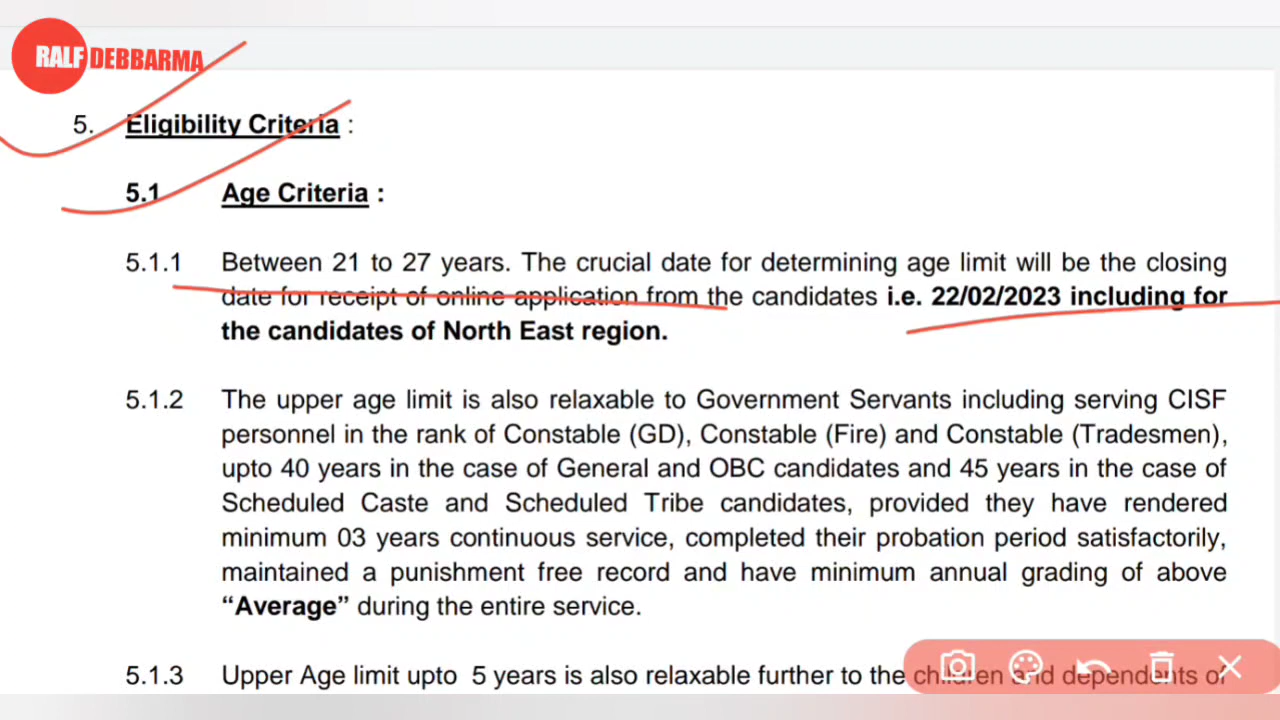 RALF DEBBARMA
5. Eligibility Criteria :
5.1 Age Criteria :
5.1.1 Between 21 to 27 years. The crucial date for determining age limit will be the closing
date for receipt of online application from the candidates i.e. 22/02/2023 including for
the candidates of North East region.
5.1.2 The upper age limit is also relaxable to Government Servants including serving CISF
personnel in the rank of Constable (GD), Constable (Fire) and Constable (Tradesmen),
upto 40 years in the case of General and OBC candidates and 45 years in the case of
Scheduled Caste and Scheduled Tribe candidates, provided they have rendered
minimum 03 years continuous service, completed their probation period satisfactorily,
maintained a punishment free record and have minimum annual grading of above
“Average” during the entire service.
5.1.3 Upper Age limit upto 5 years is also relaxable further to the children and dependents of